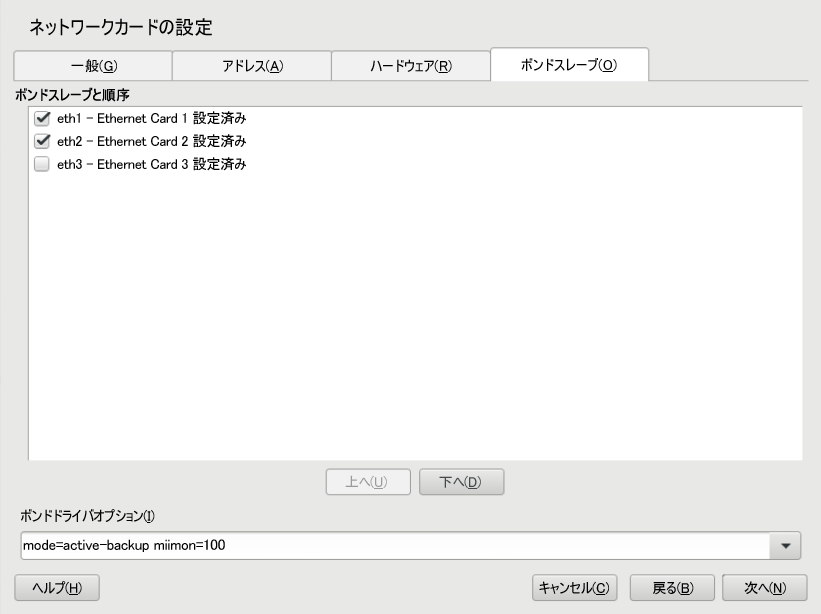 ネットワークカードの設定
一般(G) アドレス(A) ハードウェア(R) ボンドスレーブ(O)
ボンドスレーブと順序
eth1 - Ethernet Card 1 設定済み
eth2 - Ethernet Card 2 設定済み
eth3 - Ethernet Card 3 設定済み
上へ(U) 下へ(D)
ボンドドライバオプション(I)
mode=active-backup miimon=100
ヘルプ(H) キャンセル(C) 戻る(B) 次へ(N)